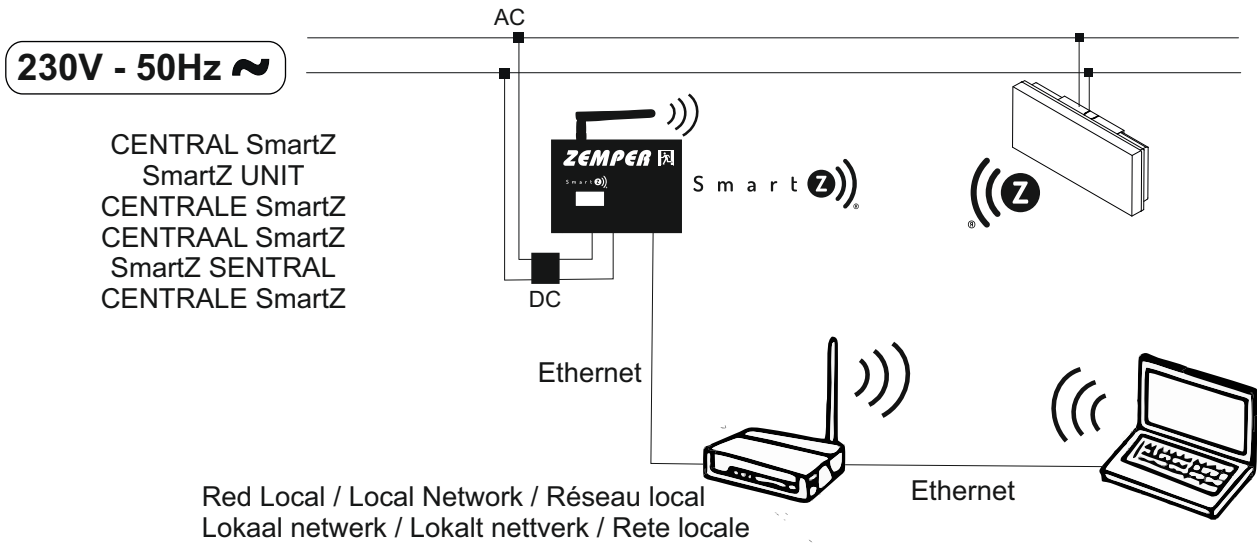 AC
230V - 50Hz ~
CENTRAL SmartZ
SmartZ UNIT
CENTRALE SmartZ
CENTRAAL SmartZ
SmartZ SENTRAL
CENTRALE SmartZ
ZEMPER
Smart Z
Smart Z ®
® Z
DC
Ethernet
Ethernet
Red Local / Local Network / Réseau local
Lokaal netwerk / Lokalt nettverk / Rete locale